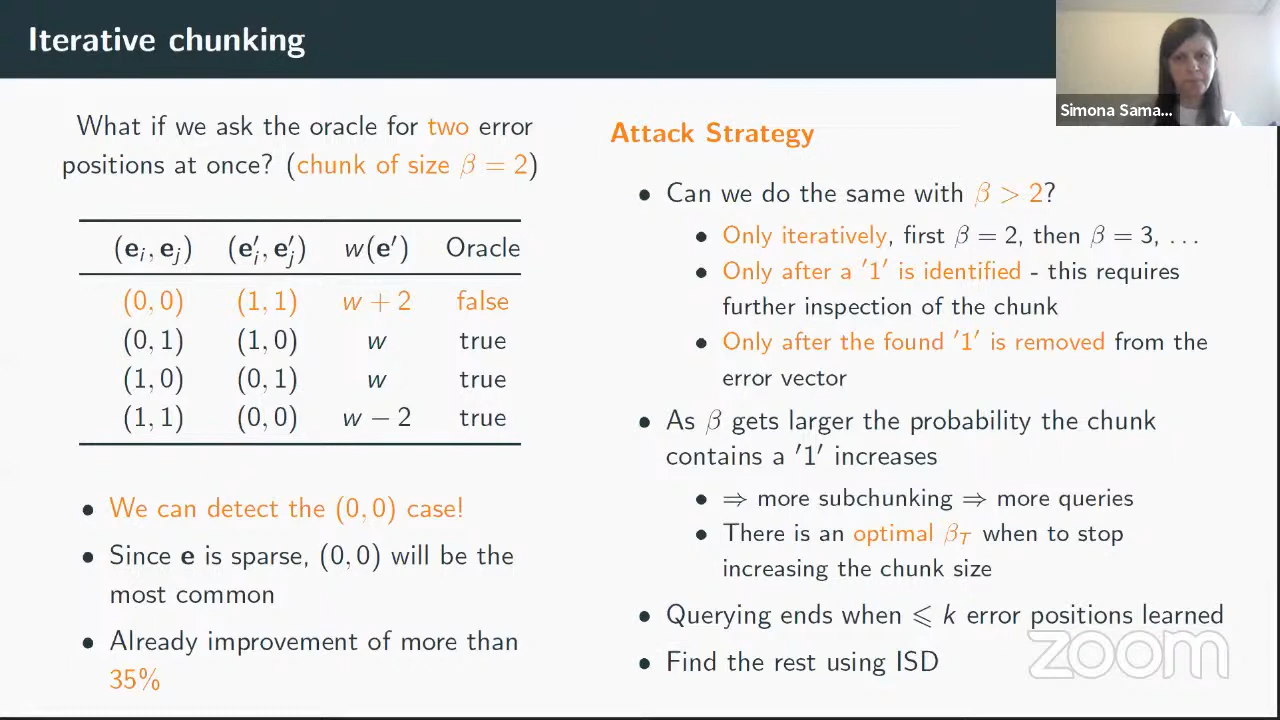 Iterative chunking
Simona Sama...
What if we ask the oracle for two error
positions at once? (chunk of size β = 2)
(e_i, e_j) (e′_i, e′_j) w(e′) Oracle
(0, 0) (1, 1) w + 2 false
(0, 1) (1, 0) w true
(1, 0) (0, 1) w true
(1, 1) (0, 0) w − 2 true
• We can detect the (0, 0) case!
• Since e is sparse, (0, 0) will be the
most common
• Already improvement of more than
35%
Attack Strategy
• Can we do the same with β > 2?
• Only iteratively, first β = 2, then β = 3, ...
• Only after a ′1′ is identified - this requires
further inspection of the chunk
• Only after the found ′1′ is removed from the
error vector
• As β gets larger the probability the chunk
contains a ′1′ increases
• ⇒ more subchunking ⇒ more queries
• There is an optimal β_T when to stop
increasing the chunk size
• Querying ends when ⩽ k error positions learned
• Find the rest using ISD
zoom